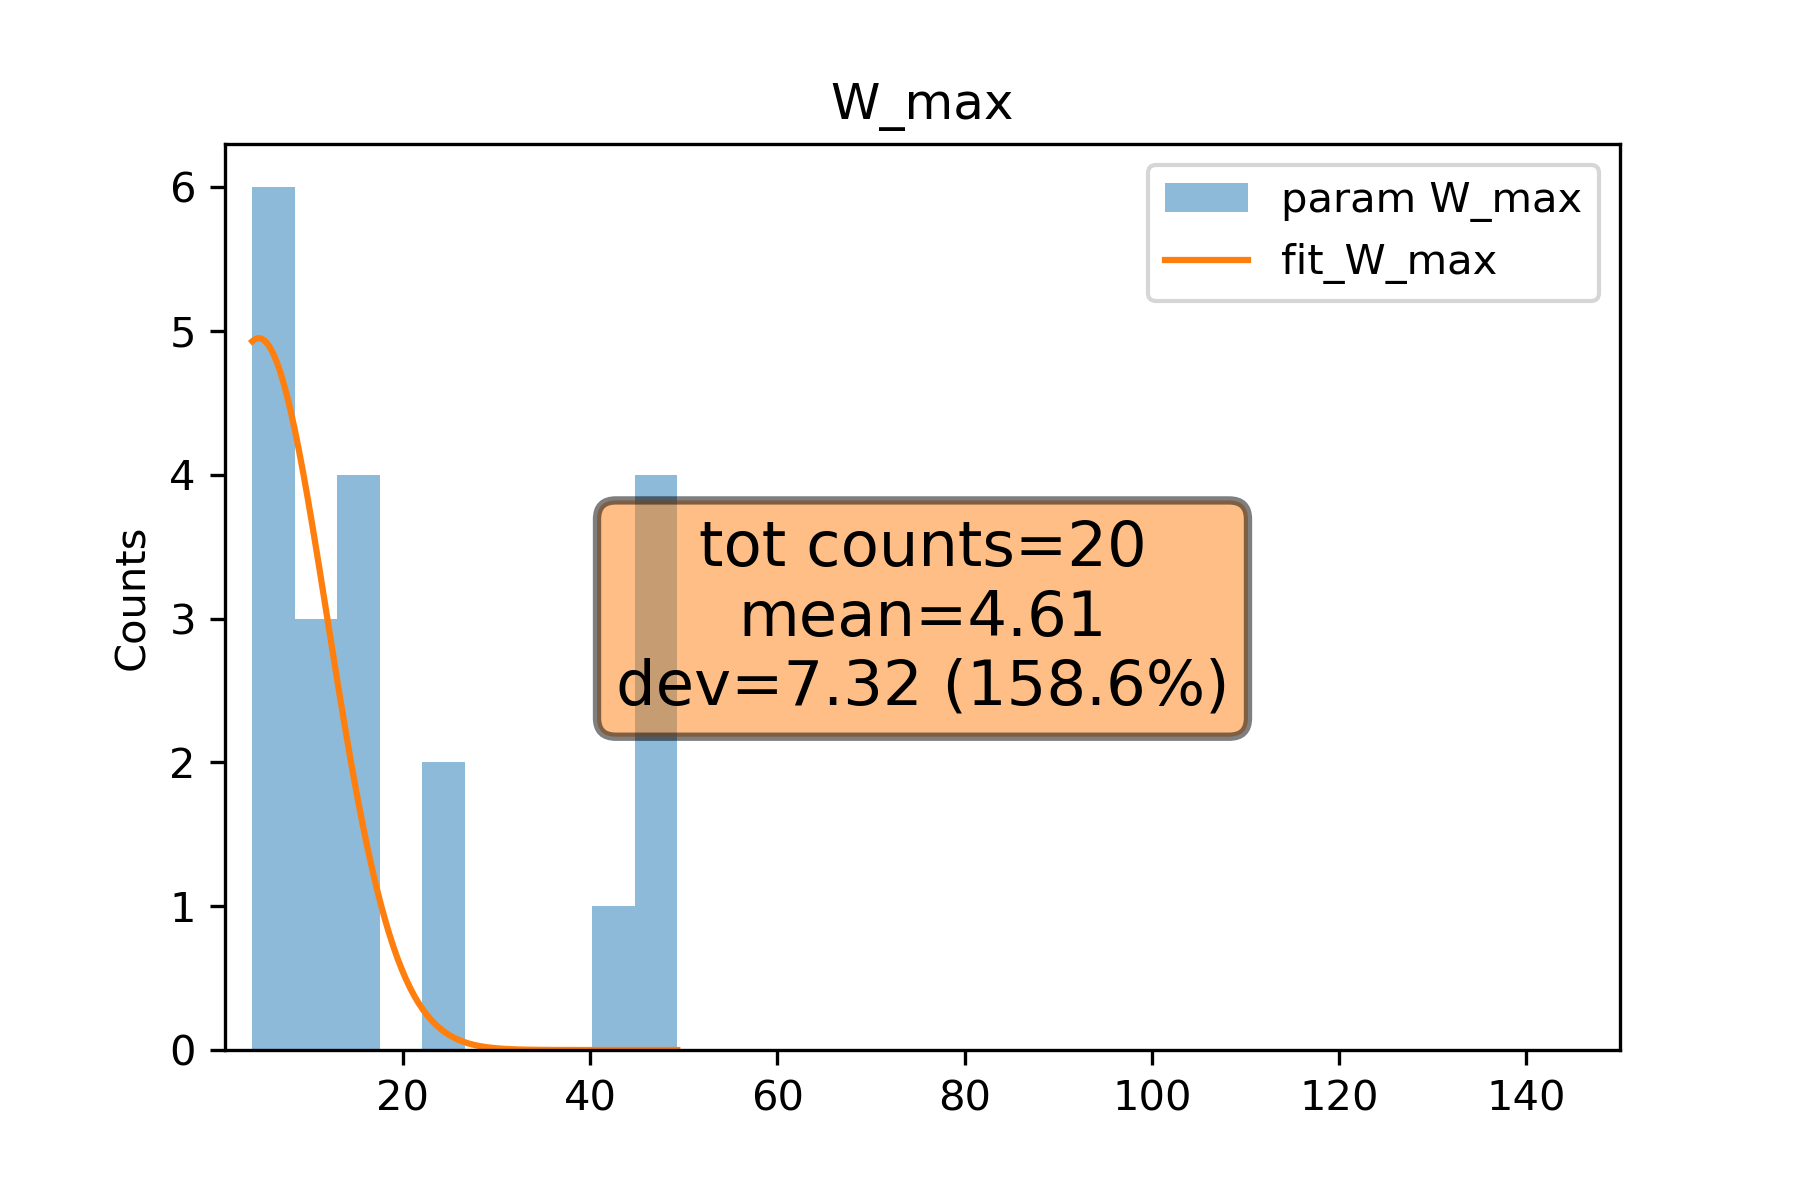 W_max
param W_max
fit_W_max
6
5
4
3
2
1
0
Counts
tot counts=20
mean=4.61
dev=7.32 (158.6%)
20 40 60 80 100 120 140